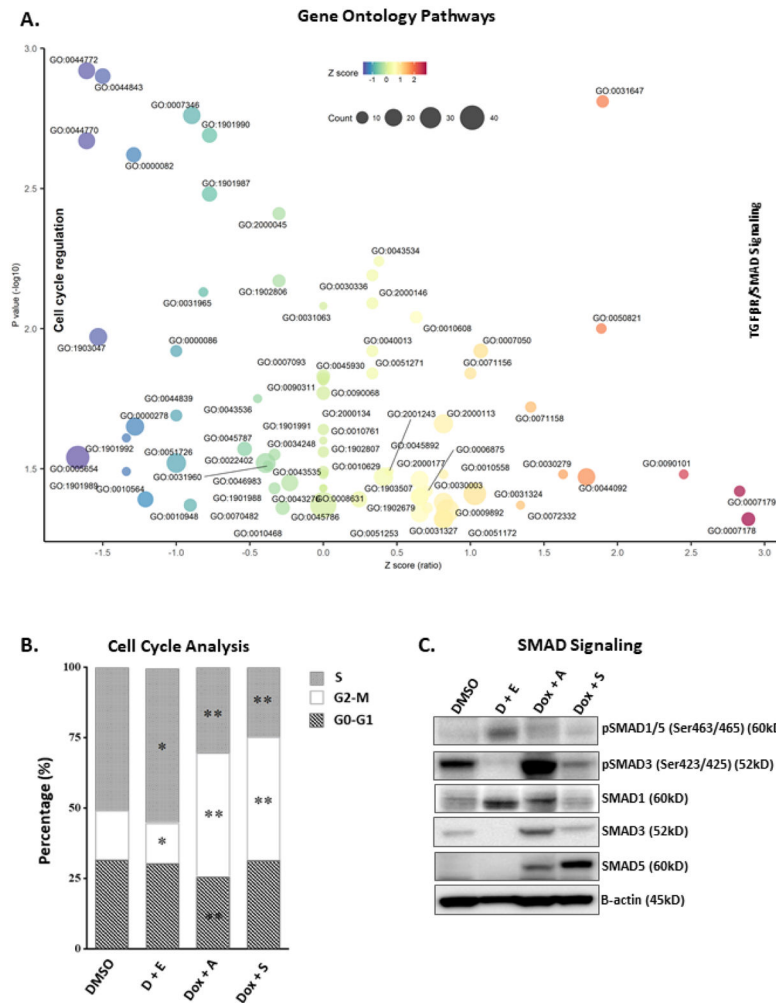 A.
Gene Ontology Pathways
3.0
GO:0044772
GO:0044843
Z score
-1 0 1 2
GO:0031647
GO:0007346
GO:1901990
Count
10
20
30
40
GO:0044770
GO:0000082
2.5
GO:1901987
GO:2000045
Cell cycle regulation
TGFβR/SMAD Signaling
P value (-log10)
GO:0043534
GO:0030336
GO:2000146
GO:0031965
GO:1902806
GO:0031063
GO:0010608
GO:0050821
2.0
GO:1903047
GO:0000086
GO:0040013
GO:0007050
GO:0007093
GO:0045930
GO:0051271
GO:0071156
GO:0090311
GO:0090068
GO:0044839
GO:0043536
GO:2000134
GO:2001243
GO:2000113
GO:0071158
GO:0000278
GO:1901991
GO:0010761
GO:1901992
GO:0051726
GO:0045787
GO:0034248
GO:1902807
GO:0045892
GO:0006875
GO:0005654
GO:0022402
GO:0031960
GO:0043535
GO:0010629
GO:2000177
GO:0010558
GO:0030279
GO:0090101
1.5
GO:1901989
GO:0010564
GO:0046983
GO:1901988
GO:0043276
GO:0008631
GO:1903507
GO:0030003
GO:0031324
GO:0044092
GO:0007179
GO:0010948
GO:0070482
GO:0045786
GO:1902679
GO:0009892
GO:0072332
GO:0007178
GO:0010468
GO:0051253
GO:0031327
GO:0051172
-1.5 -1.0 -0.5 0.0 0.5 1.0 1.5 2.0 2.5 3.0
Z score (ratio)
B.
Cell Cycle Analysis
100
75
50
25
0
Percentage (%)
S
G2-M
G0-G1
* ** **
* ** **
**
DMSO
D + E
Dox + A
Dox + S
C.
SMAD Signaling
DMSO
D + E
Dox + A
Dox + S
pSMAD1/5 (Ser463/465) (60k
pSMAD3 (Ser423/425) (52kD)
SMAD1 (60kD)
SMAD3 (52kD)
SMAD5 (60kD)
B-actin (45kD)